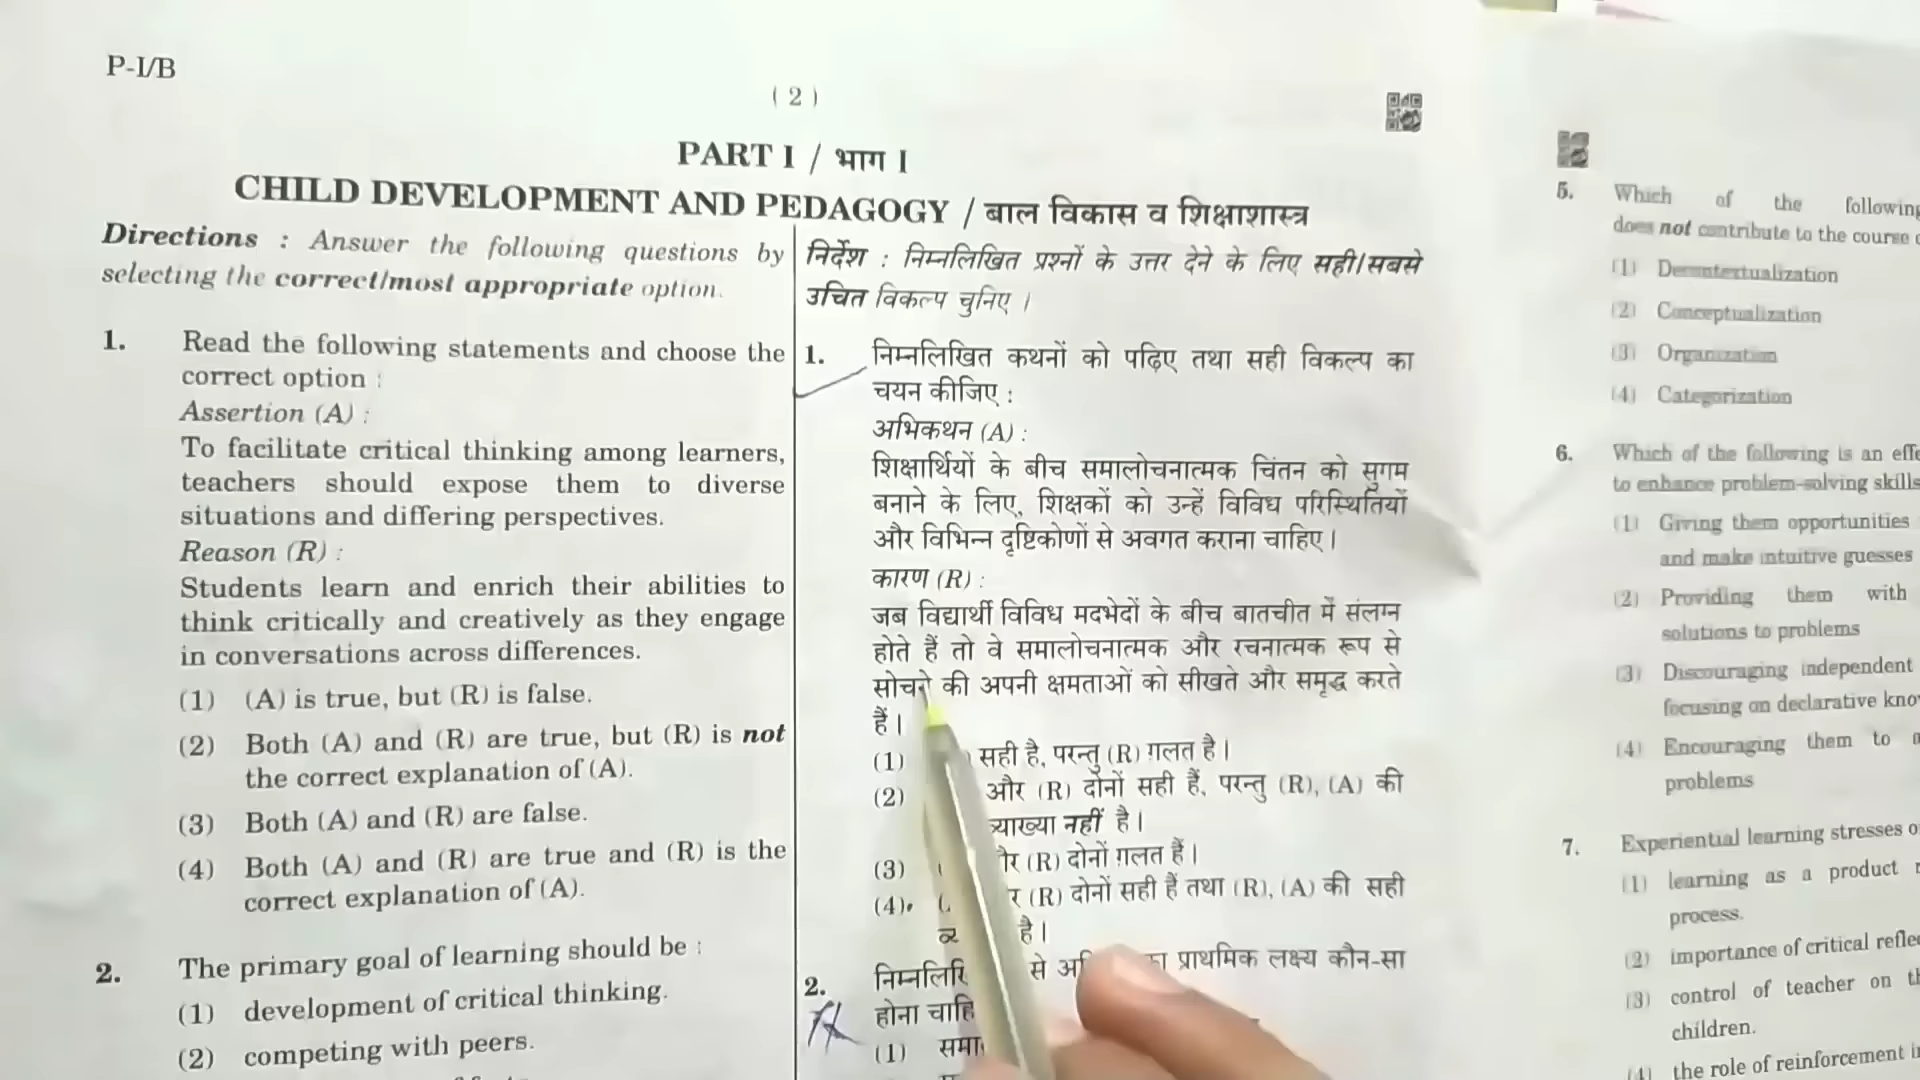 P-I/B
( 2 )
PART I / भाग I
CHILD DEVELOPMENT AND PEDAGOGY / बाल विकास व शिक्षाशास्त्र
Directions : Answer the following questions by
selecting the correct/most appropriate option.
1. Read the following statements and choose the
correct option :
Assertion (A) :
To facilitate critical thinking among learners,
teachers should expose them to diverse
situations and differing perspectives.
Reason (R) :
Students learn and enrich their abilities to
think critically and creatively as they engage
in conversations across differences.
(1) (A) is true, but (R) is false.
(2) Both (A) and (R) are true, but (R) is not
the correct explanation of (A).
(3) Both (A) and (R) are false.
(4) Both (A) and (R) are true and (R) is the
correct explanation of (A).
2. The primary goal of learning should be :
(1) development of critical thinking.
(2) competing with peers.
निर्देश : निम्नलिखित प्रश्नों के उत्तर देने के लिए सही/सबसे
उचित विकल्प चुनिए ।
1. निम्नलिखित कथनों को पढ़िए तथा सही विकल्प का
चयन कीजिए :
अभिकथन (A) :
शिक्षार्थियों के बीच समालोचनात्मक चिंतन को सुगम
बनाने के लिए, शिक्षकों को उन्हें विविध परिस्थितियों
और विभिन्न दृष्टिकोणों से अवगत कराना चाहिए ।
कारण (R) :
जब विद्यार्थी विविध मदभेदों के बीच बातचीत में संलग्न
होते हैं तो वे समालोचनात्मक और रचनात्मक रूप से
सोचने की अपनी क्षमताओं को सीखते और समृद्ध करते
हैं ।
(1) सही है, परन्तु (R) ग़लत है ।
(2) और (R) दोनों सही हैं, परन्तु (R), (A) की
व्याख्या नहीं है ।
(3) (R) दोनों ग़लत हैं ।
(4) (R) दोनों सही हैं तथा (R), (A) की सही
है ।
2. से प्राथमिक लक्ष्य कौन-सा
होना
(1)
5. Which of the following
does not contribute to the course
(1) Decontextualization
(2) Conceptualization
(3) Organization
(4) Categorization
6. Which of the following is an
to enhance problem-solving skills
(1) Giving them opportunities
and make intuitive guesses
(2) Providing them with
solutions to problems
(3) Discouraging independent
focusing on declarative
(4) Encouraging them to
problems
7. Experiential learning stresses
(1) learning as a product
process.
(2) importance of critical
(3) control of teacher on
children.
(4) the role of reinforcement